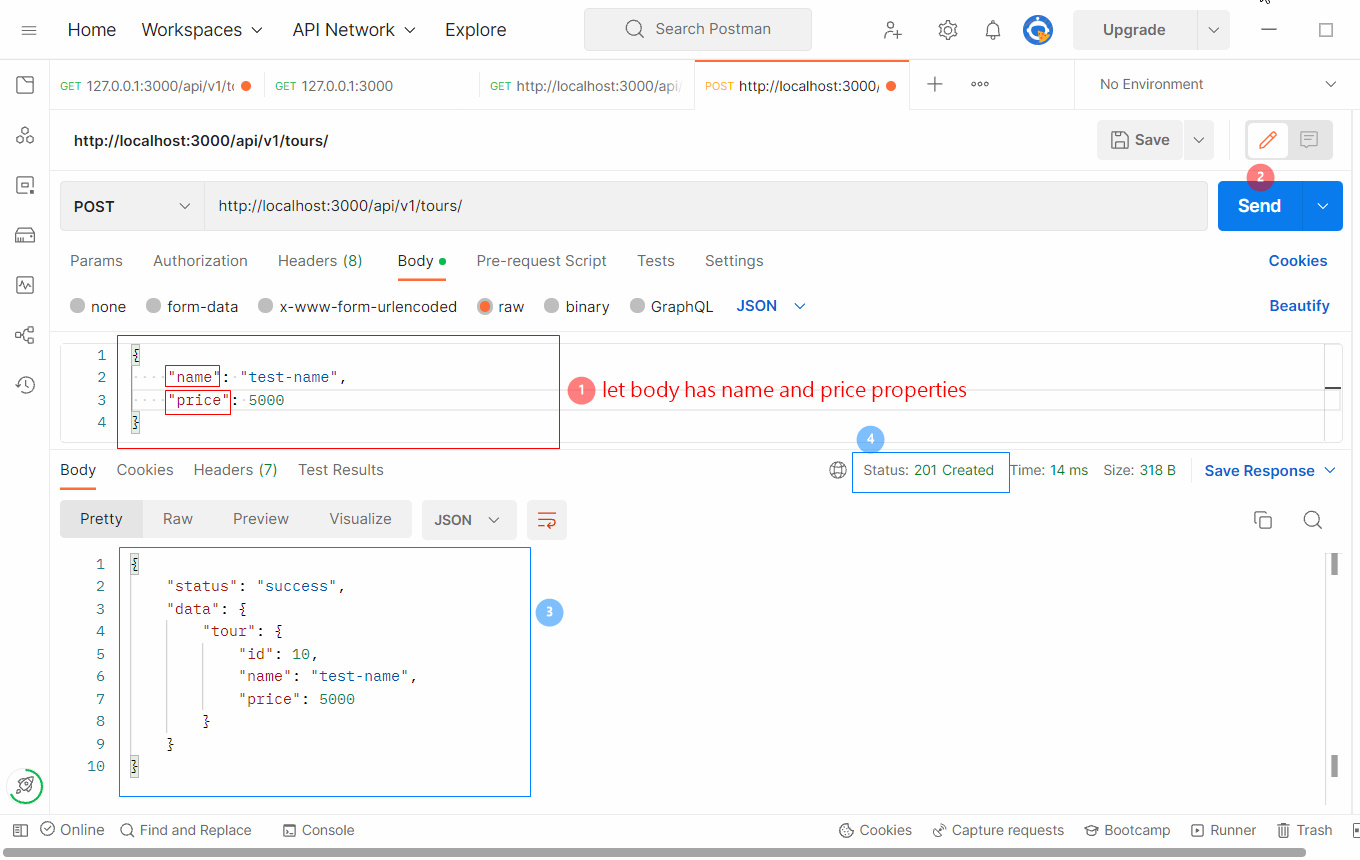 Home Workspaces API Network Explore Search Postman Upgrade
GET 127.0.0.1:3000/api/v1/t GET 127.0.0.1:3000 GET http://localhost:3000/api/ POST http://localhost:3000/ No Environment
http://localhost:3000/api/v1/tours/ Save
2
POST http://localhost:3000/api/v1/tours/ Send
Params Authorization Headers (8) Body Pre-request Script Tests Settings Cookies
none form-data x-www-form-urlencoded raw binary GraphQL JSON Beautify
1 {
2 "name": "test-name",
3 "price": 5000
4 }
1 let body has name and price properties
4
Body Cookies Headers (7) Test Results Status: 201 Created Time: 14 ms Size: 318 B Save Response
Pretty Raw Preview Visualize JSON
1 {
2 "status": "success",
3 "data": {
4 "tour": {
5 "id": 10,
6 "name": "test-name",
7 "price": 5000
8 }
9 }
10 }
3
Online Find and Replace Console Cookies Capture requests Bootcamp Runner Trash